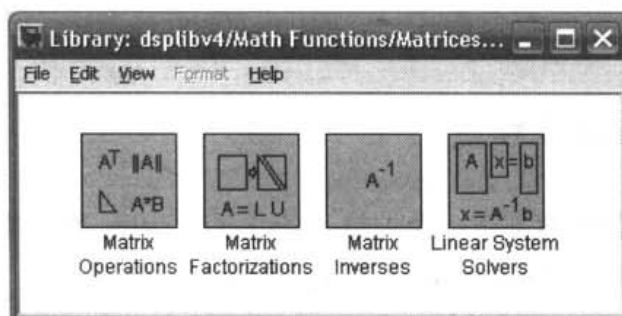 Library: dsplibv4/Math Functions/Matrices...
File Edit View Format Help
Aᵀ ‖A‖
A*B
A = L U
A⁻¹
A x = b
x = A⁻¹ b
Matrix Operations
Matrix Factorizations
Matrix Inverses
Linear System Solvers